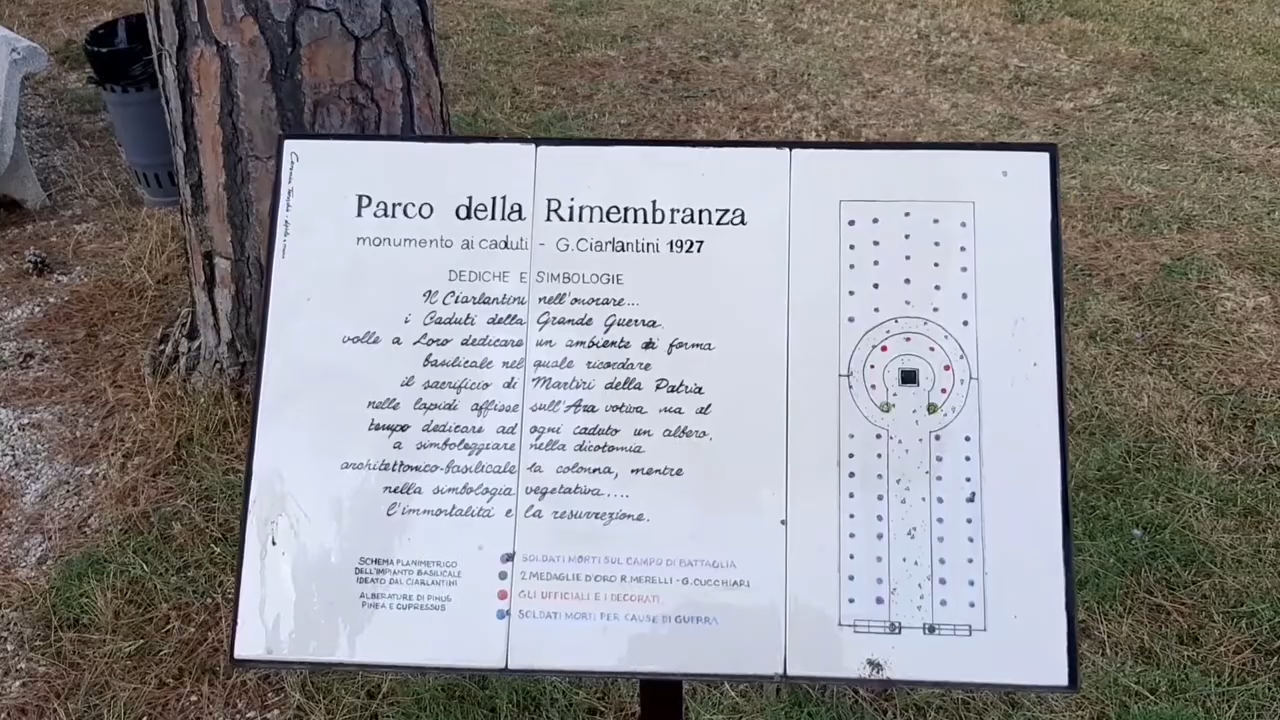 Parco della Rimembranza
monumento ai caduti - G.Ciarlantini 1927
DEDICHE E SIMBOLOGIE
Il Ciarlantini nell'onorare...
i Caduti della Grande Guerra.
volle a Loro dedicare un ambiente di forma
basilicale nel quale ricordare
il sacrificio di Martiri della Patria
nelle lapidi affisse sull'Ara votiva ma al
tempo dedicare ad ogni caduto un albero,
a simboleggiare nella dicotomia
architettonico-basilicale la colonna, mentre
nella simbologia vegetativa....
l'immortalità e la resurrezione.
SCHEMA PLANIMETRICO
DELL'IMPIANTO BASILICALE
IDEATO DAL CIARLANTINI
ALBERATURE DI PINUS
PINEA E CUPRESSUS
SOLDATI MORTI SUL CAMPO DI BATTAGLIA
2 MEDAGLIE D'ORO R.MERELLI - G.CUCCHIARI
GLI UFFICIALI E I DECORATI
SOLDATI MORTI PER CAUSE DI GUERRA